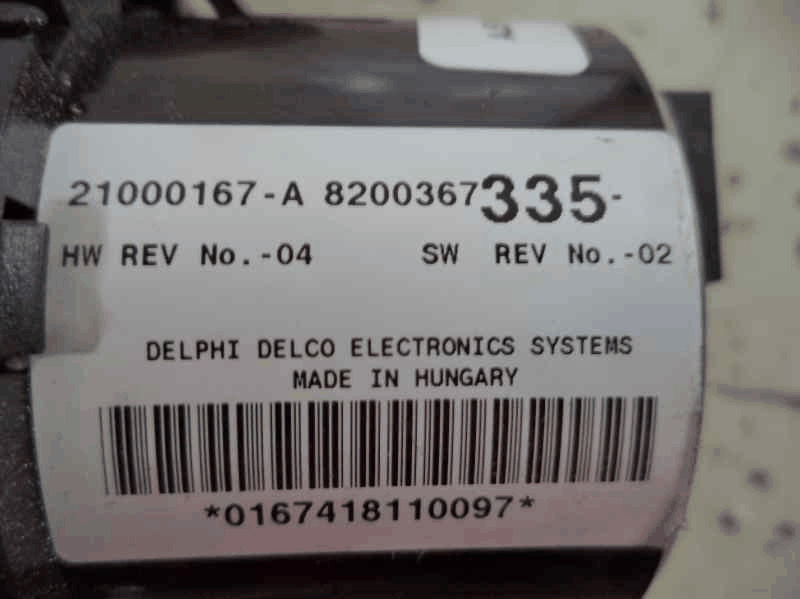 21000167-A 8200367335-
HW REV No.-04 SW REV No.-02
DELPHI DELCO ELECTRONICS SYSTEMS
MADE IN HUNGARY
*0167418110097*